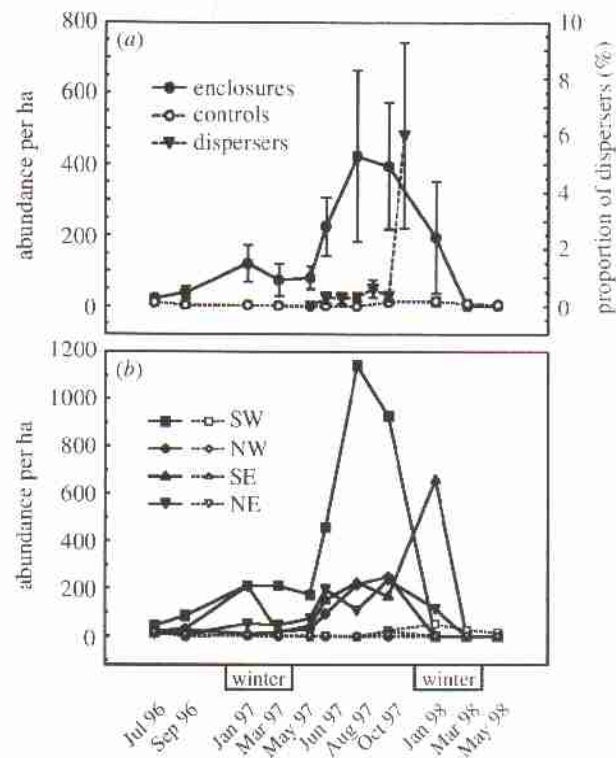 800
600
400
200
0
(a)
enclosures
controls
dispersers
abundance per ha
10
8
6
4
2
0
proportion of dispersers (%)
1200
1000
800
600
400
200
0
(b)
SW
NW
SE
NE
abundance per ha
winter
winter
Jul 96
Sep 96
Jan 97
Mar 97
May 97
Jun 97
Aug 97
Oct 97
Jan 98
Mar 98
May 98